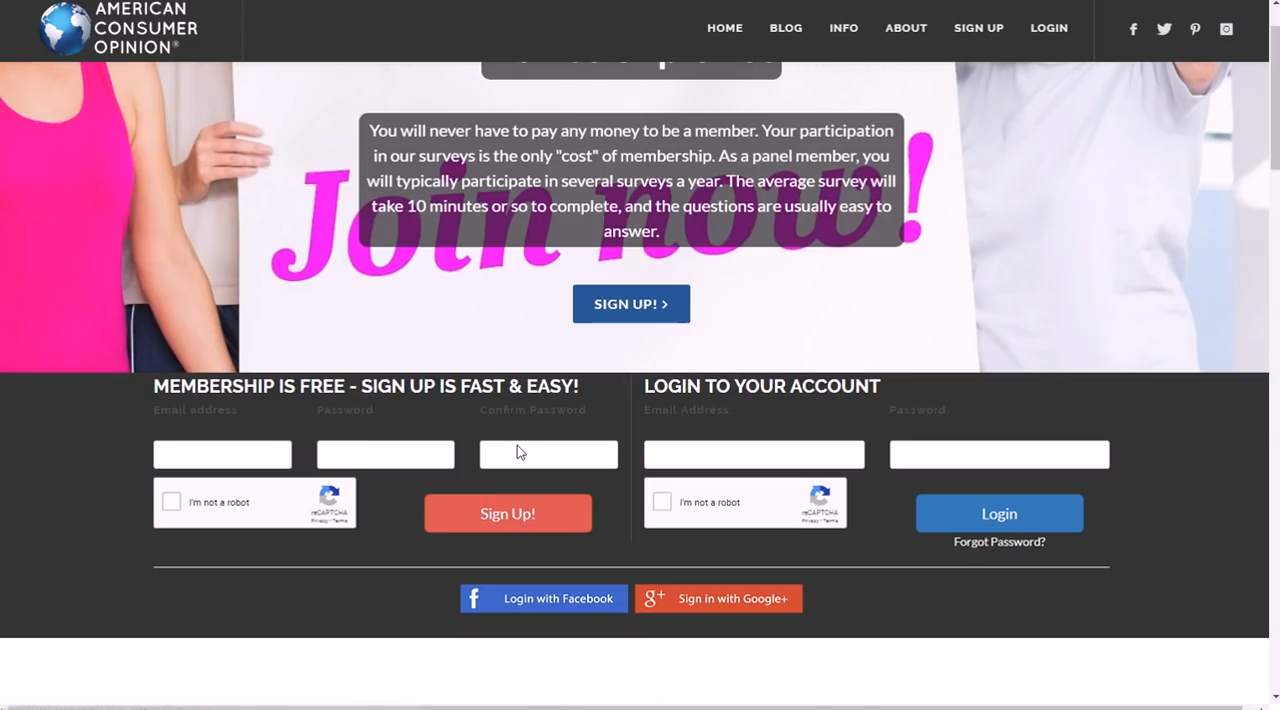 AMERICAN
CONSUMER
OPINION®
HOME BLOG INFO ABOUT SIGN UP LOGIN
You will never have to pay any money to be a member. Your participation
in our surveys is the only "cost" of membership. As a panel member, you
will typically participate in several surveys a year. The average survey will
take 10 minutes or so to complete, and the questions are usually easy to
answer.
Join now!
SIGN UP! >
MEMBERSHIP IS FREE - SIGN UP IS FAST & EASY!
Email address Password Confirm Password
I'm not a robot
reCAPTCHA
Privacy - Terms
Sign Up!
LOGIN TO YOUR ACCOUNT
Email Address: Password:
I'm not a robot
reCAPTCHA
Privacy - Terms
Login
Forgot Password?
f Login with Facebook
g+ Sign in with Google+